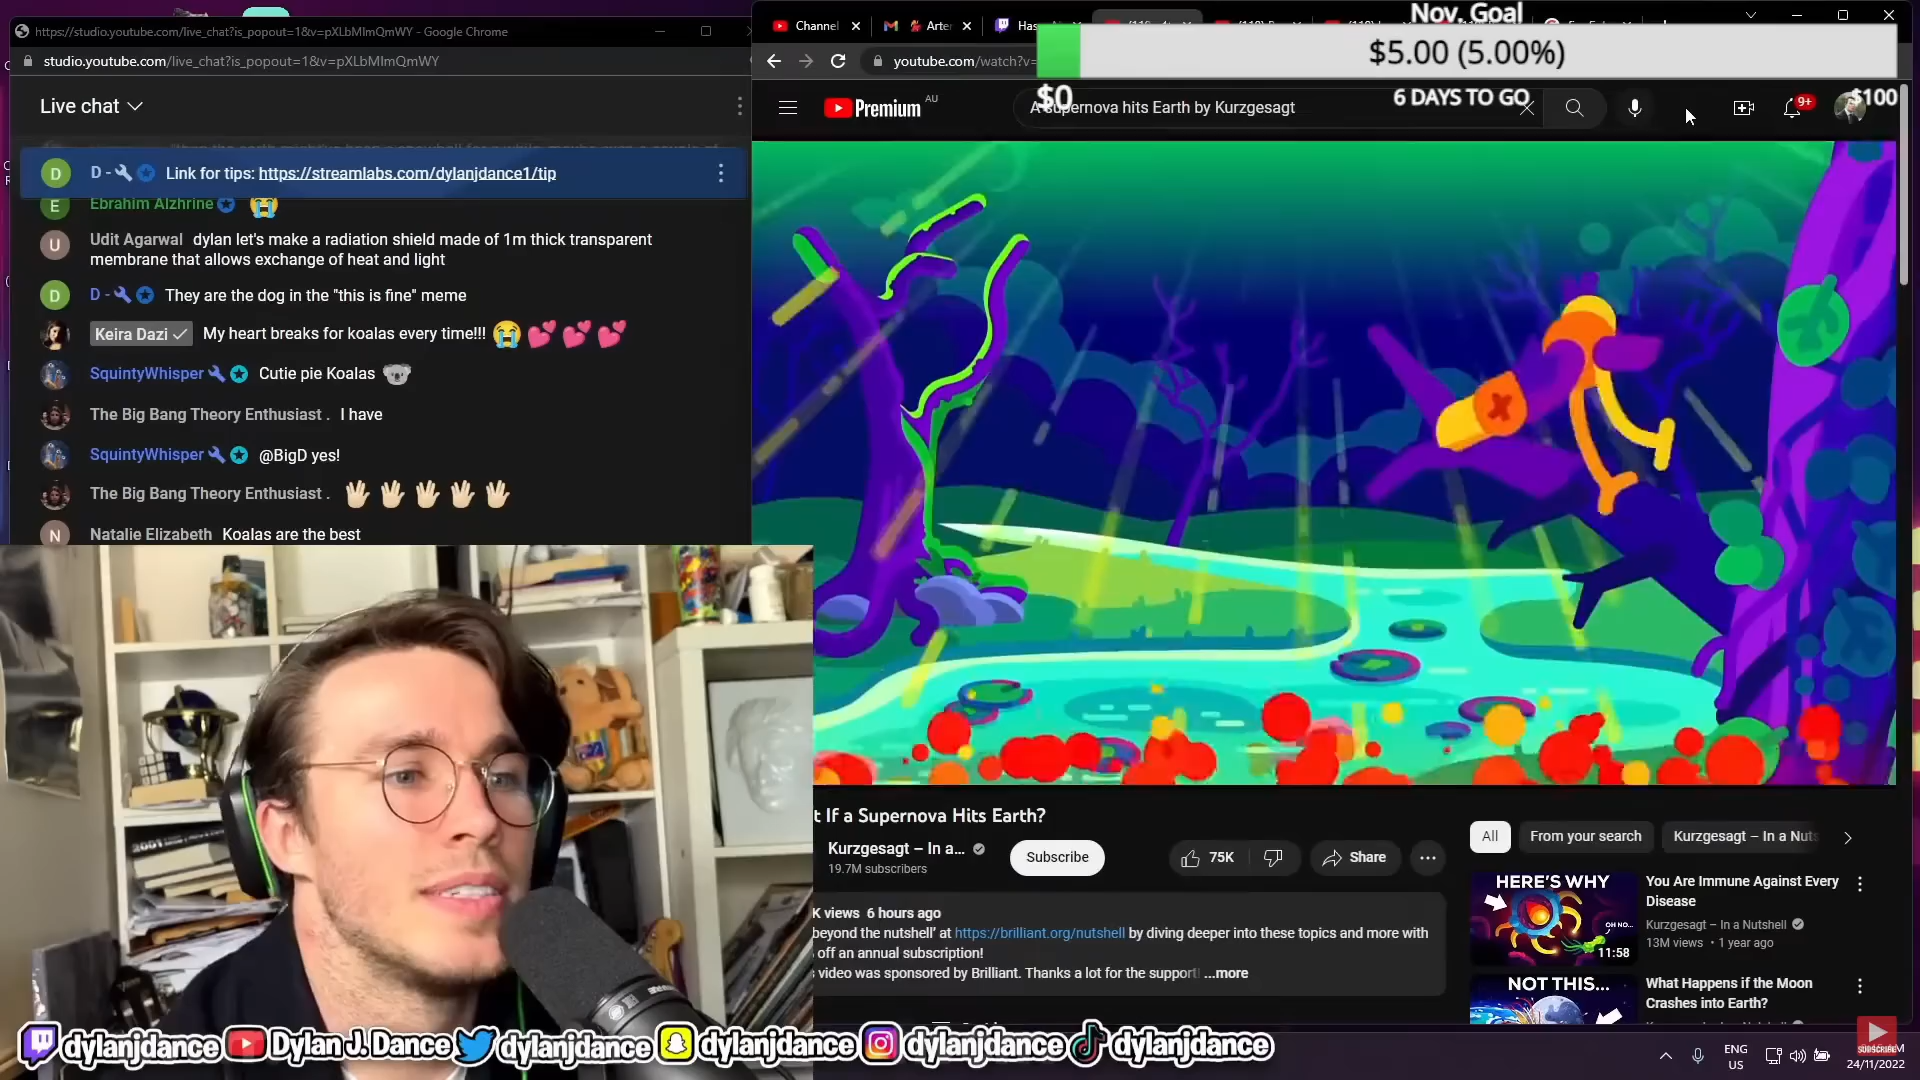 https://studio.youtube.com/live_chat?is_popout=1&v=pXLbMImQmWY - Google Chrome
studio.youtube.com/live_chat?is_popout=1&v=pXLbMImQmWY
Live chat
D D - Link for tips: https://streamlabs.com/dylanjdance1/tip
E Ebrahim Alzhrine 😭
U Udit Agarwal dylan let's make a radiation shield made of 1m thick transparent
membrane that allows exchange of heat and light
D D - They are the dog in the "this is fine" meme
Keira Dazi My heart breaks for koalas every time!!! 😭💕💕💕
SquintyWhisper Cutie pie Koalas 🐨
The Big Bang Theory Enthusiast . I have
SquintyWhisper @BigD yes!
The Big Bang Theory Enthusiast . 🖖🏻🖖🏻🖖🏻🖖🏻🖖🏻
N Natalie Elizabeth Koalas are the best
Channel
Arter
Has
Nov. Goal
$5.00 (5.00%)
youtube.com/watch?v=
$0
6 DAYS TO GO
$100
Premium AU
A supernova hits Earth by Kurzgesagt
9+
t If a Supernova Hits Earth?
Kurzgesagt – In a...
19.7M subscribers
Subscribe
75K
Share
K views 6 hours ago
beyond the nutshell' at https://brilliant.org/nutshell by diving deeper into these topics and more with
off an annual subscription!
video was sponsored by Brilliant. Thanks a lot for the support! ...more
All
From your search
Kurzgesagt – In a Nuts
HERE'S WHY
OH NO...
11:58
You Are Immune Against Every
Disease
Kurzgesagt – In a Nutshell
13M views • 1 year ago
NOT THIS...
What Happens if the Moon
Crashes into Earth?
dylanjdance
Dylan J. Dance
dylanjdance
dylanjdance
dylanjdance
dylanjdance
ENG
US
SUBSCRIBE
24/11/2022